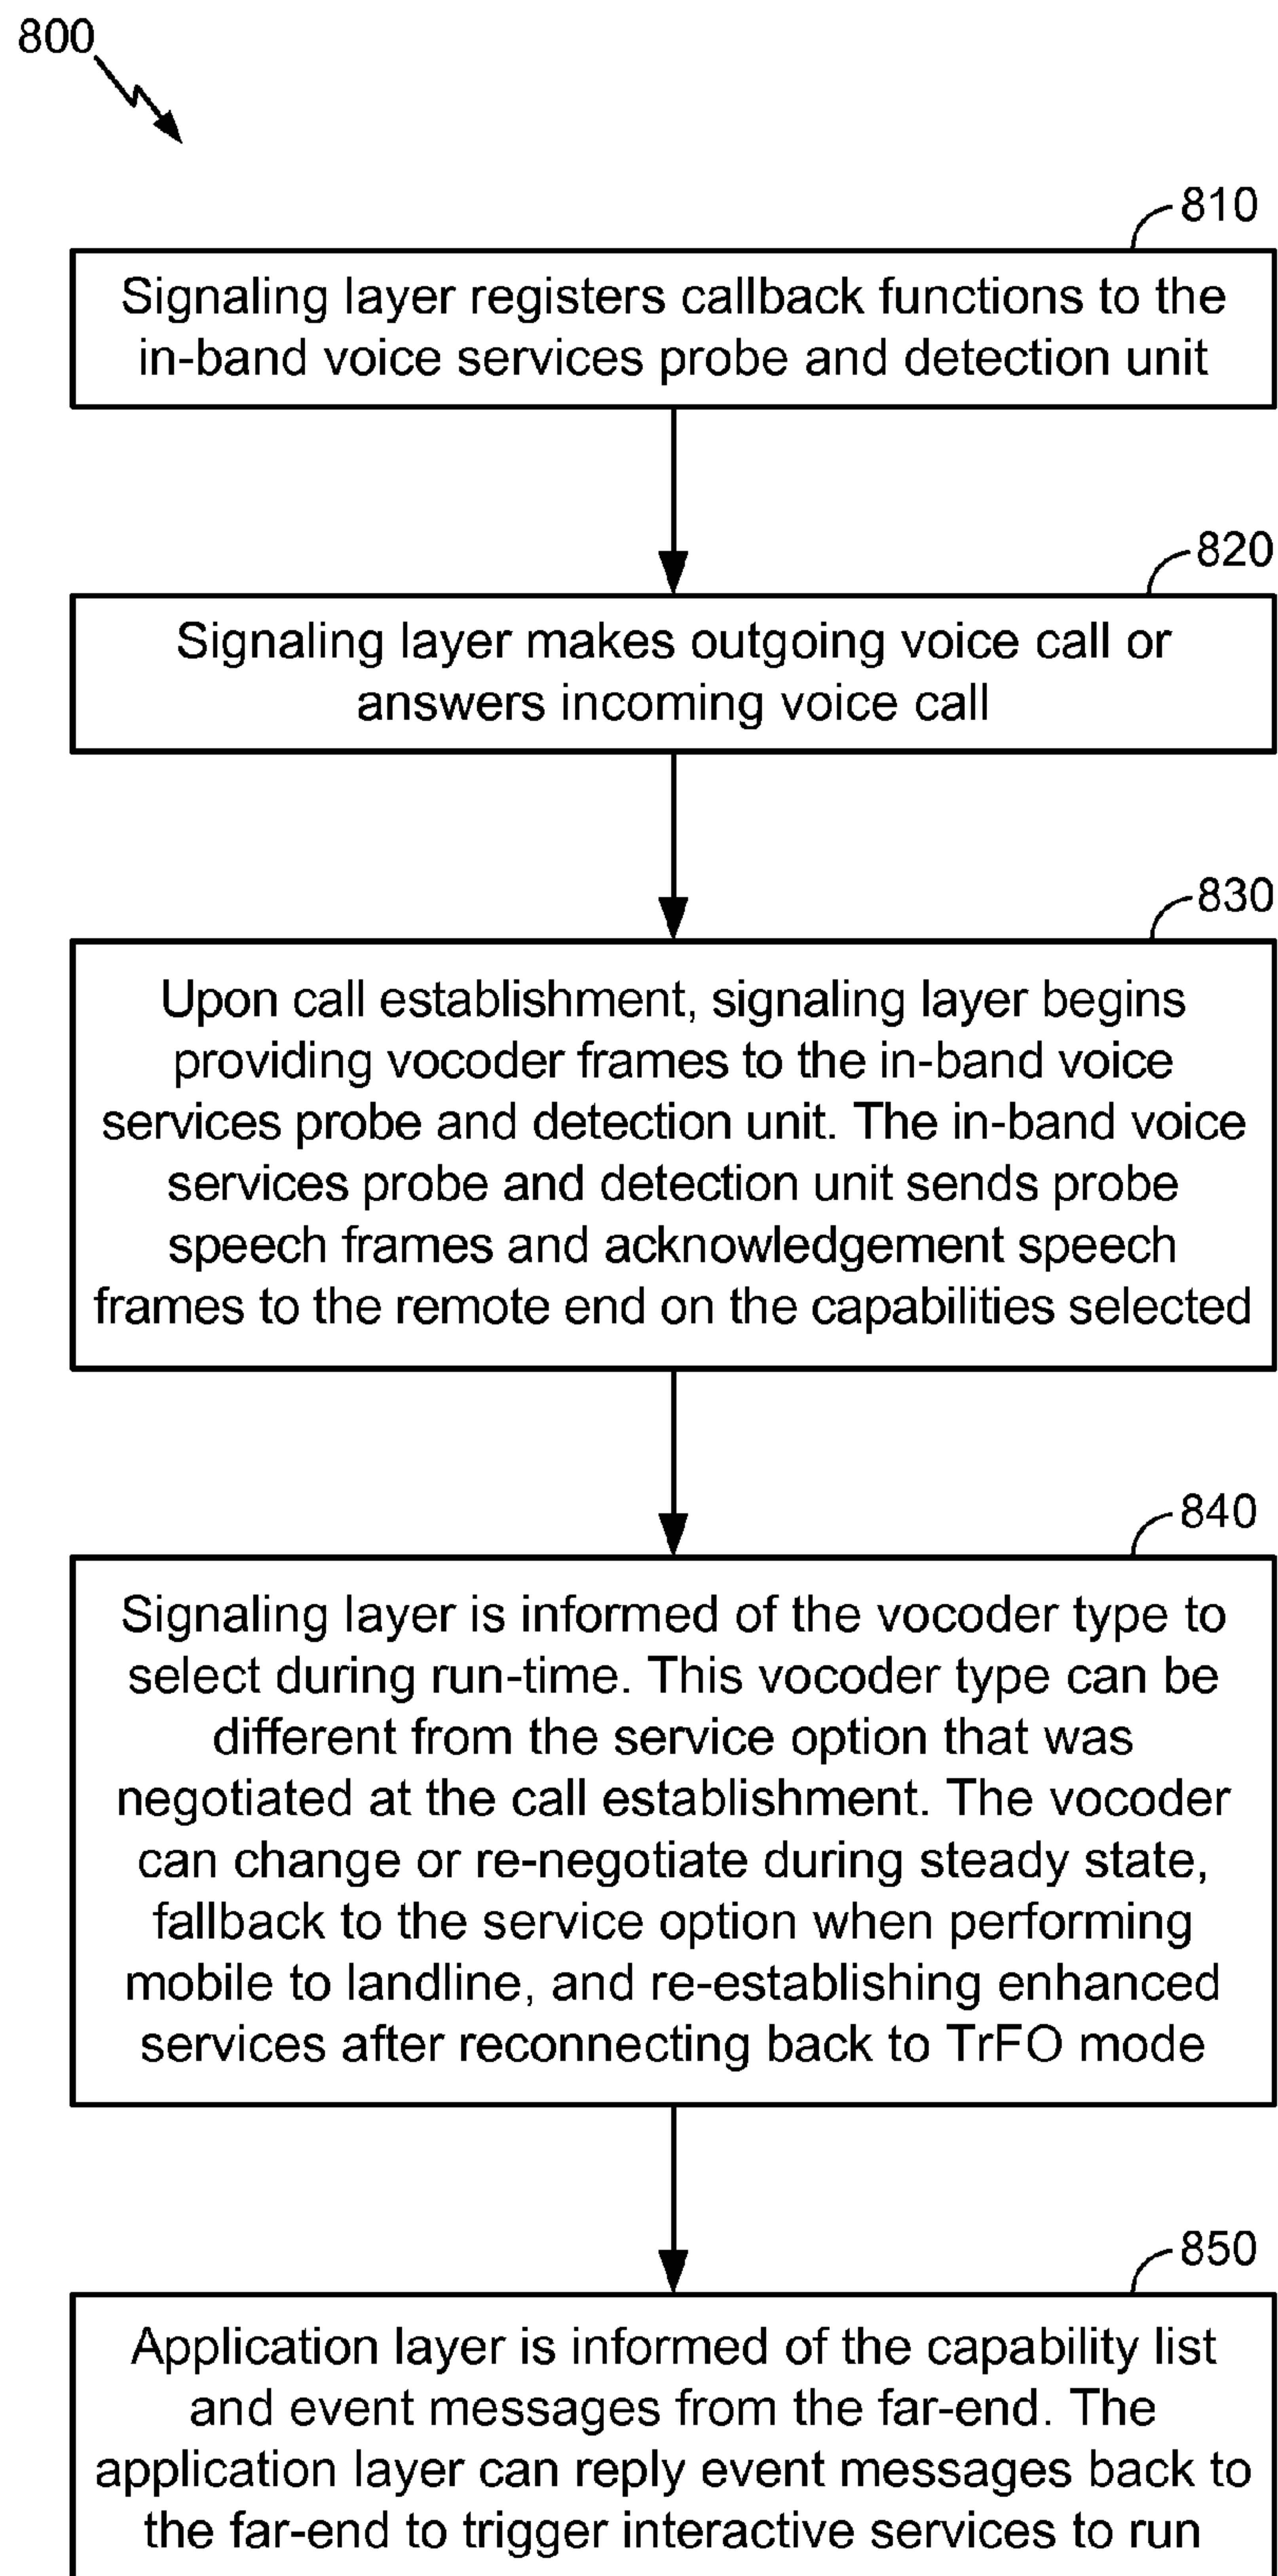 800
810
Signaling layer registers callback functions to the
in-band voice services probe and detection unit
820
Signaling layer makes outgoing voice call or
answers incoming voice call
830
Upon call establishment, signaling layer begins
providing vocoder frames to the in-band voice
services probe and detection unit. The in-band voice
services probe and detection unit sends probe
speech frames and acknowledgement speech
frames to the remote end on the capabilities selected
840
Signaling layer is informed of the vocoder type to
select during run-time. This vocoder type can be
different from the service option that was
negotiated at the call establishment. The vocoder
can change or re-negotiate during steady state,
fallback to the service option when performing
mobile to landline, and re-establishing enhanced
services after reconnecting back to TrFO mode
850
Application layer is informed of the capability list
and event messages from the far-end. The
application layer can reply event messages back to
the far-end to trigger interactive services to run